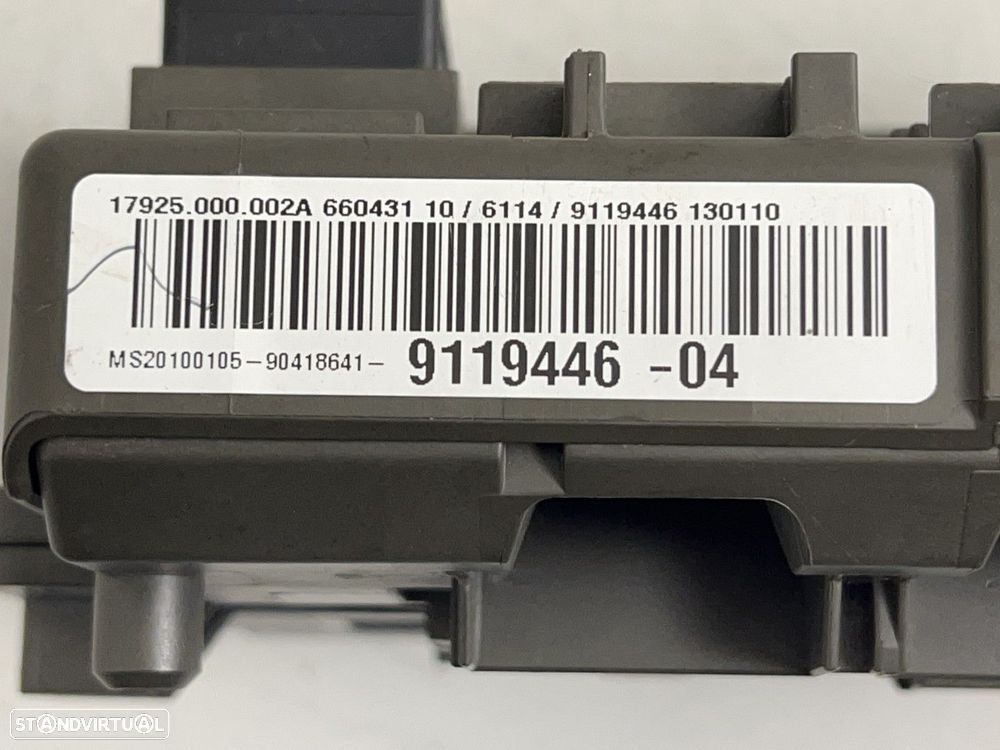 17925.000.002A 660431 10 / 6114 / 9119446 130110
MS20100105-90418641- 9119446 -04
STANDVIRTUAL